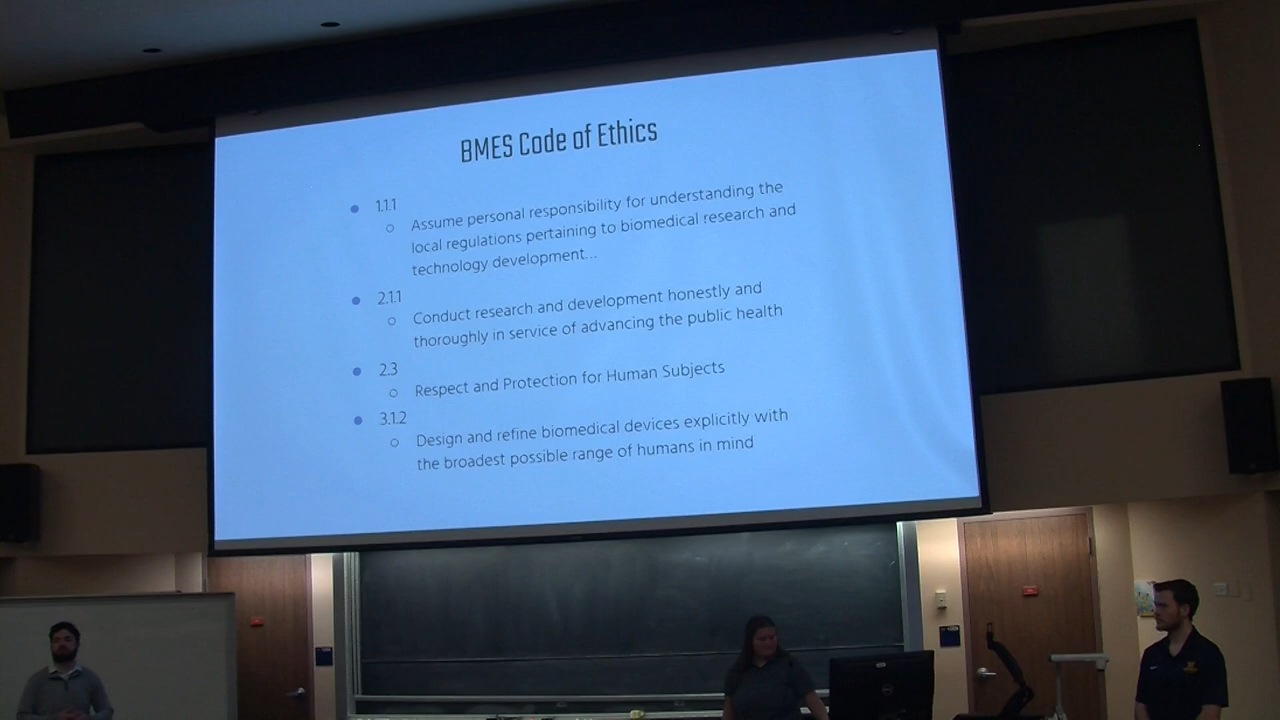 BMES Code of Ethics
1.1.1
Assume personal responsibility for understanding the
local regulations pertaining to biomedical research and
technology development...
2.1.1
Conduct research and development honestly and
thoroughly in service of advancing the public health
2.3
Respect and Protection for Human Subjects
3.1.2
Design and refine biomedical devices explicitly with
the broadest possible range of humans in mind